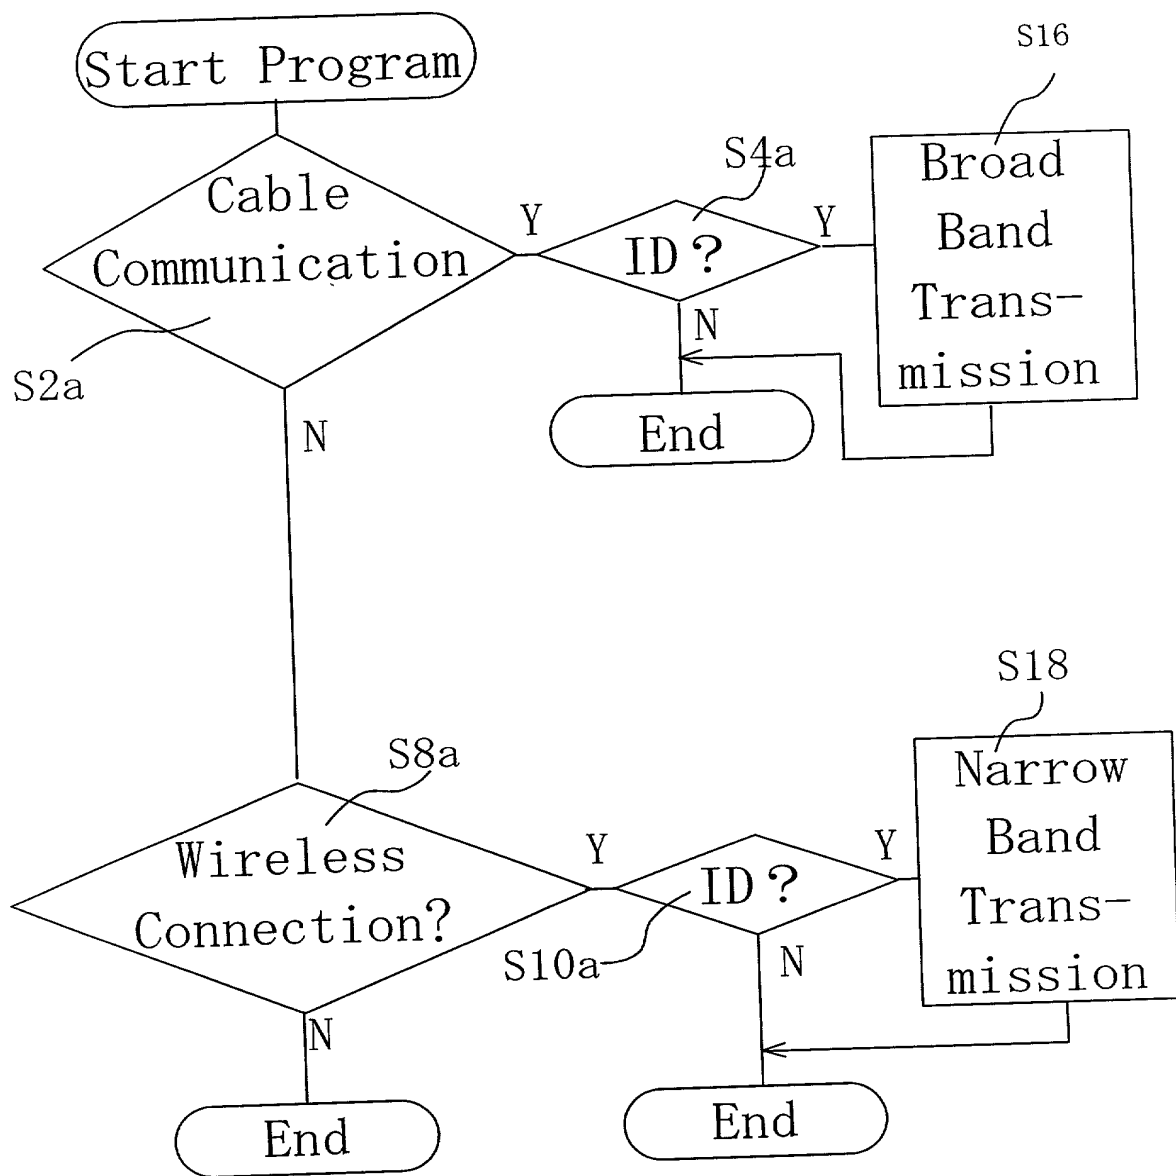 Start Program
S16
Cable
Communication
S2a
Y
S4a
ID?
Y
N
End
Broad
Band
Trans-
mission
N
S8a
Wireless
Connection?
Y
S10a
ID?
Y
N
End
S18
Narrow
Band
Trans-
mission
N
End